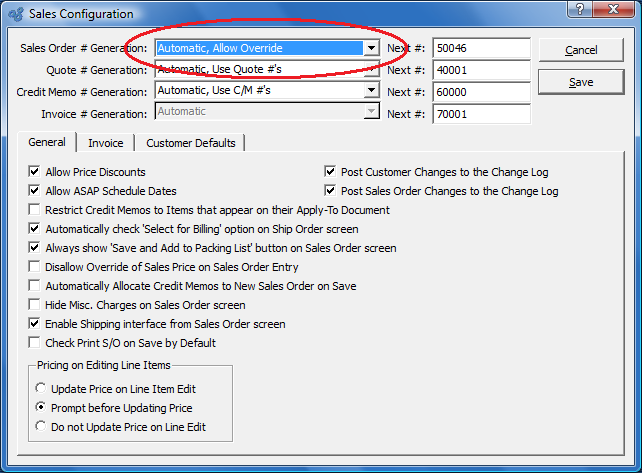 Sales Configuration
Sales Order # Generation: Automatic, Allow Override Next #: 50046 Cancel
Quote # Generation: Automatic, Use Quote #'s Next #: 40001
Credit Memo # Generation: Automatic, Use C/M #'s Next #: 60000 Save
Invoice # Generation: Automatic Next #: 70001
General Invoice Customer Defaults
Allow Price Discounts Post Customer Changes to the Change Log
Allow ASAP Schedule Dates Post Sales Order Changes to the Change Log
Restrict Credit Memos to Items that appear on their Apply-To Document
Automatically check 'Select for Billing' option on Ship Order screen
Always show 'Save and Add to Packing List' button on Sales Order screen
Disallow Override of Sales Price on Sales Order Entry
Automatically Allocate Credit Memos to New Sales Order on Save
Hide Misc. Charges on Sales Order screen
Enable Shipping interface from Sales Order screen
Check Print S/O on Save by Default
Pricing on Editing Line Items
Update Price on Line Item Edit
Prompt before Updating Price
Do not Update Price on Line Edit